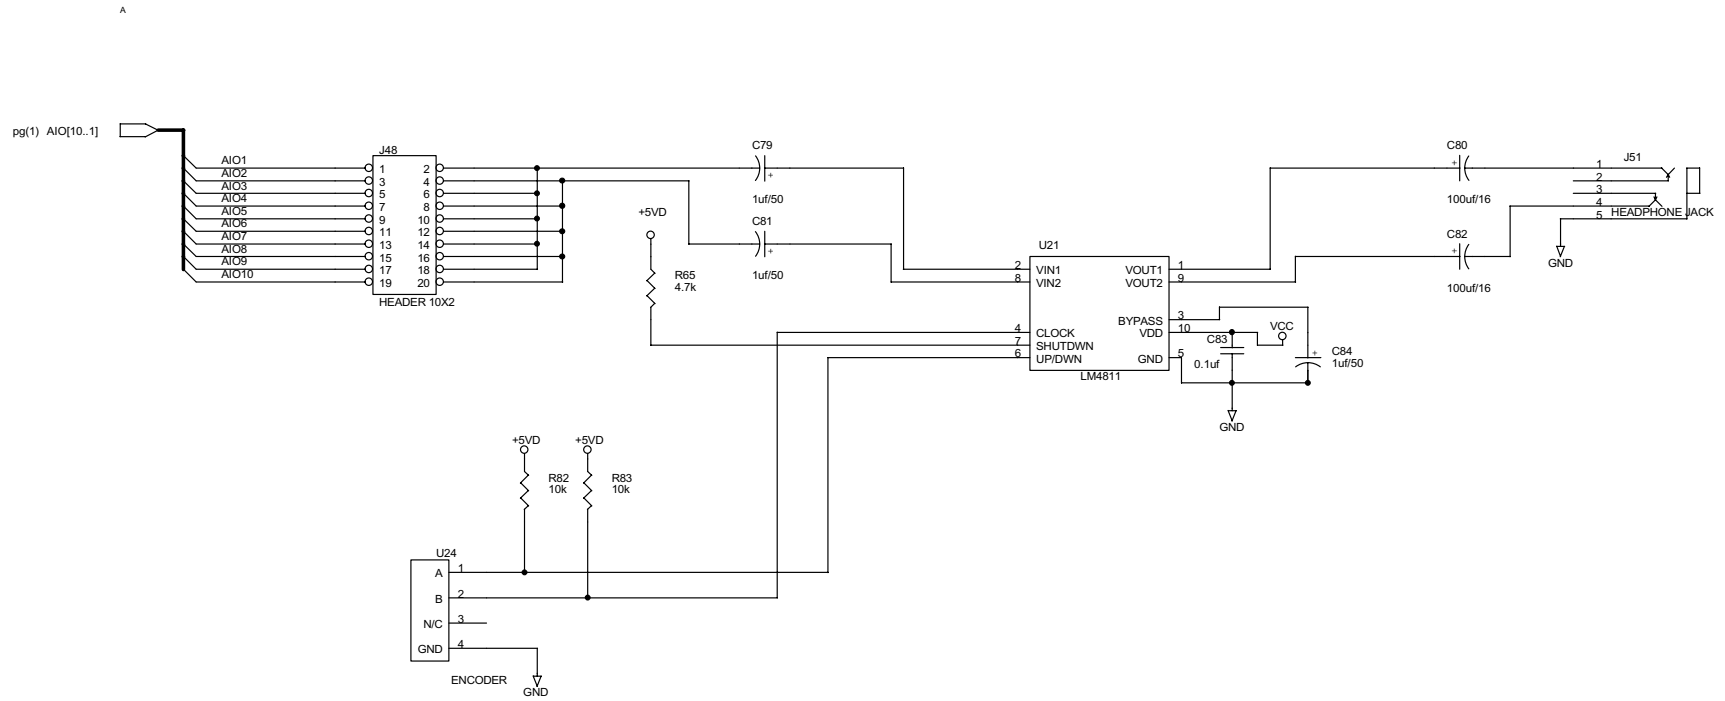 A
pg(1) AIO[10..1]
AIO1
AIO2
AIO3
AIO4
AIO5
AIO6
AIO7
AIO8
AIO9
AIO10
J48
1 2
3 4
5 6
7 8
9 10
11 12
13 14
15 16
17 18
19 20
HEADER 10X2
C79
+
1uf/50
C81
+
1uf/50
+5VD
R65
4.7k
U21
2 VIN1 VOUT1 1
8 VIN2 VOUT2 9
BYPASS 3
4 CLOCK VDD 10
7 SHUTDWN
6 UP/DWN GND 5
LM4811
C83
0.1uf
VCC
+
C84
1uf/50
GND
C80
+
100uf/16
C82
+
100uf/16
J51
1
2
3
4
5
HEADPHONE JACK
GND
+5VD
+5VD
R82
10k
R83
10k
U24
A 1
B 2
N/C 3
GND 4
ENCODER
GND